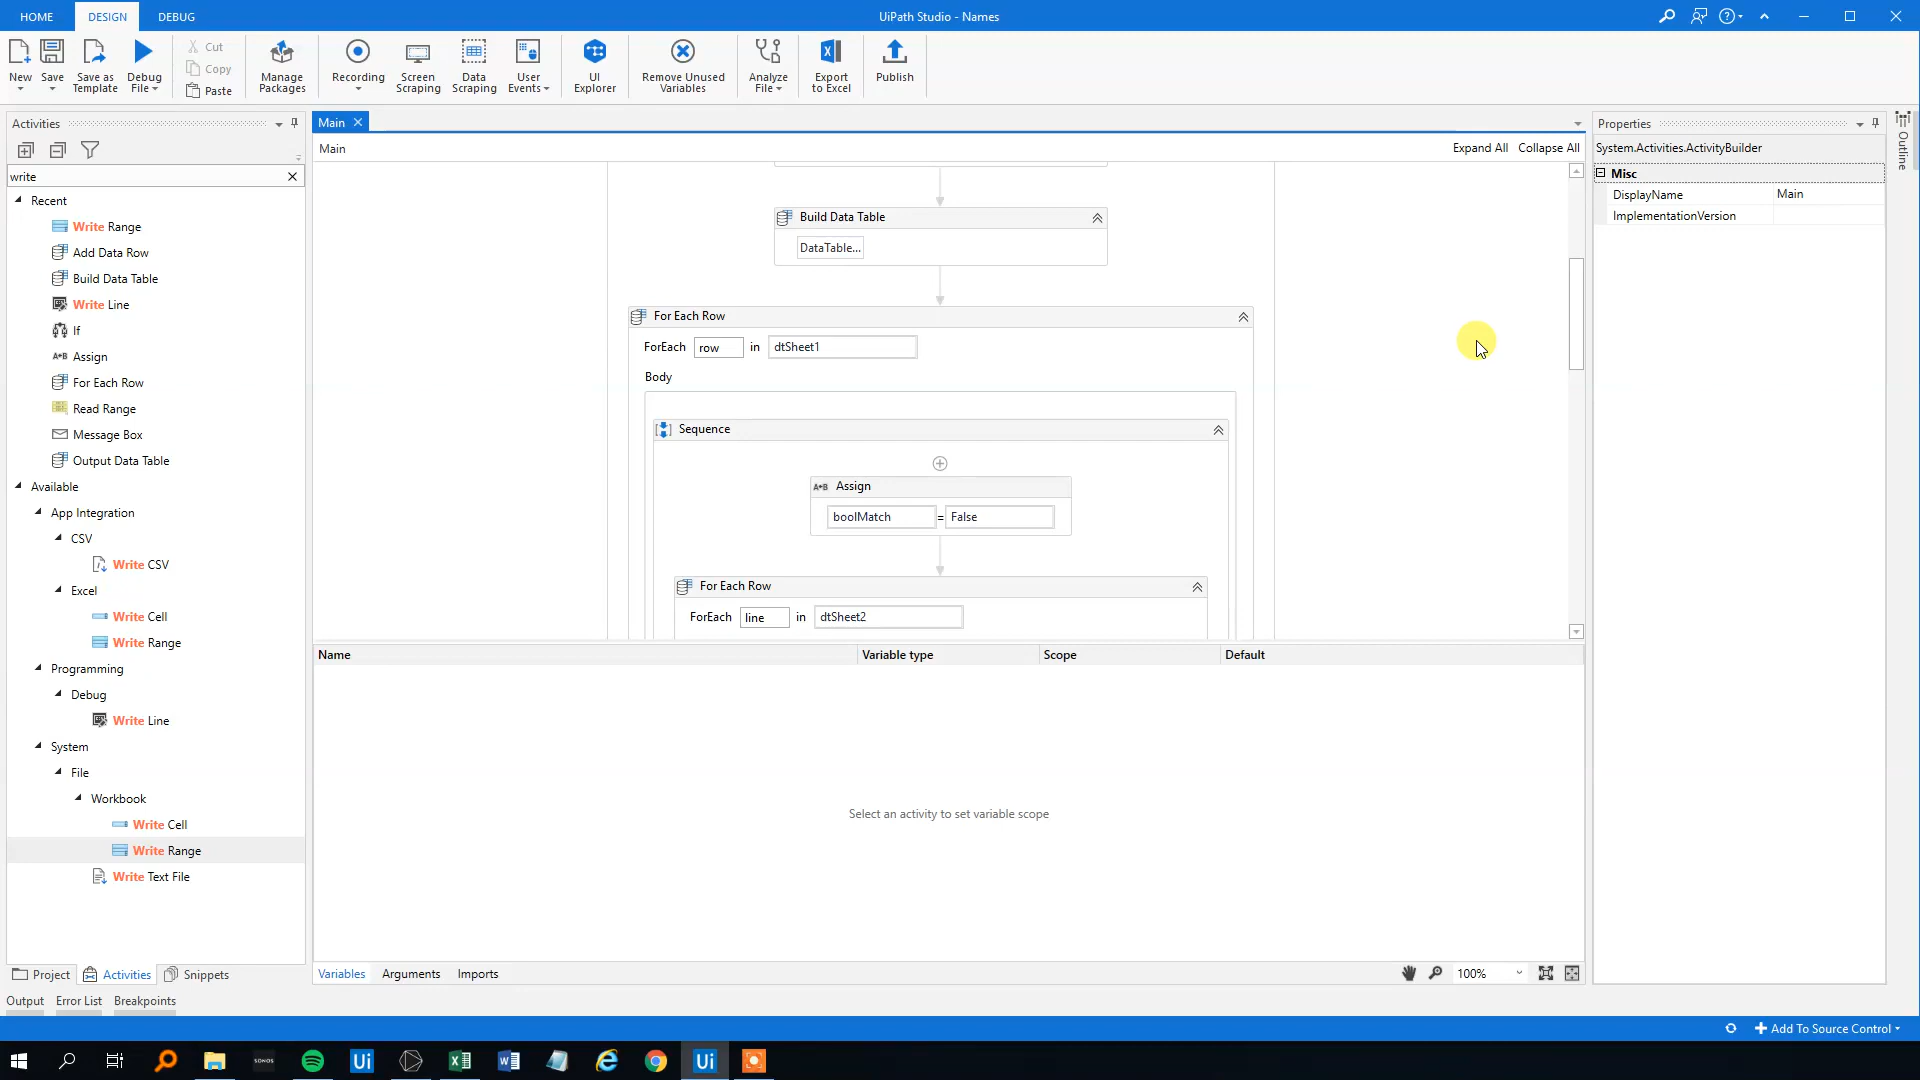 HOME
DESIGN
DEBUG
UiPath Studio - Names
New
Save
Save as Template
Debug File
Cut
Copy
Paste
Manage Packages
Recording
Screen Scraping
Data Scraping
User Events
UI Explorer
Remove Unused Variables
Analyze File
Export to Excel
Publish
Activities
write
Recent
Write Range
Add Data Row
Build Data Table
Write Line
If
A+B Assign
For Each Row
Read Range
Message Box
Output Data Table
Available
App Integration
CSV
Write CSV
Excel
Write Cell
Write Range
Programming
Debug
Write Line
System
File
Workbook
Write Cell
Write Range
Write Text File
Project
Activities
Snippets
Main
Main
Expand All
Collapse All
Build Data Table
DataTable...
For Each Row
ForEach row in dtSheet1
Body
Sequence
A+B Assign
boolMatch = False
For Each Row
ForEach line in dtSheet2
Name
Variable type
Scope
Default
Select an activity to set variable scope
Variables
Arguments
Imports
100%
Properties
System.Activities.ActivityBuilder
Misc
DisplayName Main
ImplementationVersion
Outline
Output
Error List
Breakpoints
Add To Source Control
SONOS
Ui
Ui